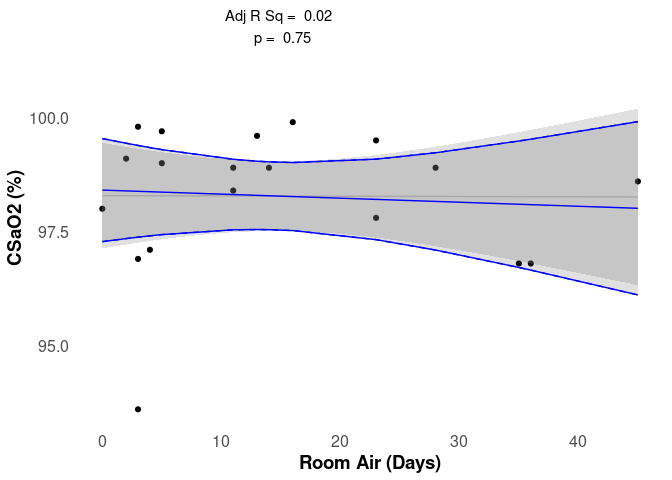 Adj R Sq = 0.02
p = 0.75
100.0
97.5
95.0
CSaO2 (%)
0 10 20 30 40
Room Air (Days)